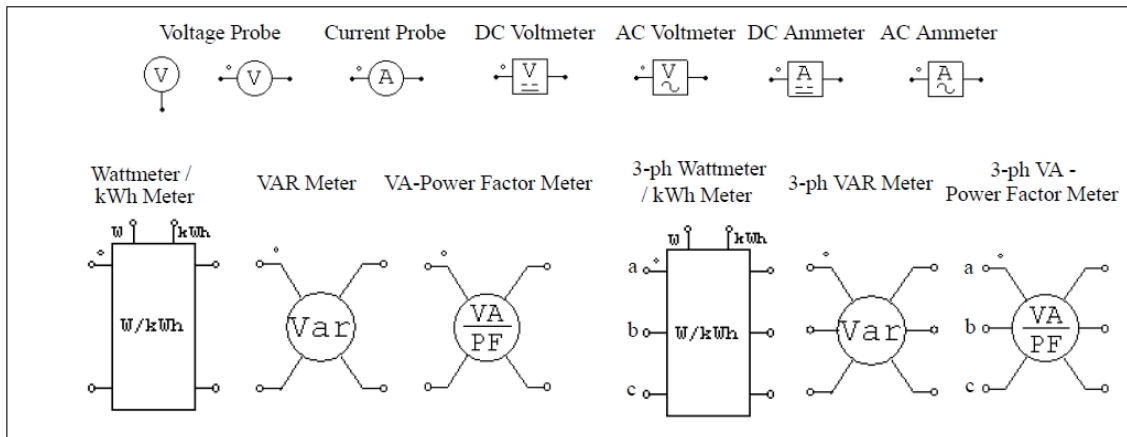 Voltage Probe Current Probe DC Voltmeter AC Voltmeter DC Ammeter AC Ammeter
V V A V V A A
Wattmeter /
kWh Meter
VAR Meter
VA-Power Factor Meter
3-ph Wattmeter
/ kWh Meter
3-ph VAR Meter
3-ph VA -
Power Factor Meter
W kWh
W/kWh
Var
VA
PF
W kWh
a
b
c
W/kWh
Var
a
b
c
VA
PF